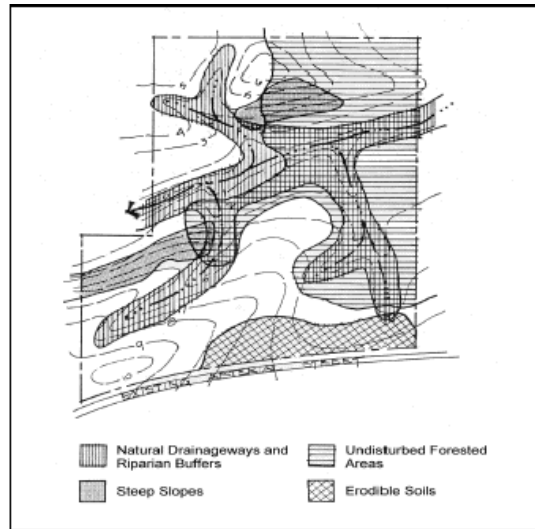 EXISTING ARTERIAL STREET
Natural Drainageways and
Riparian Buffers
Undisturbed Forested
Areas
Steep Slopes
Erodible Soils